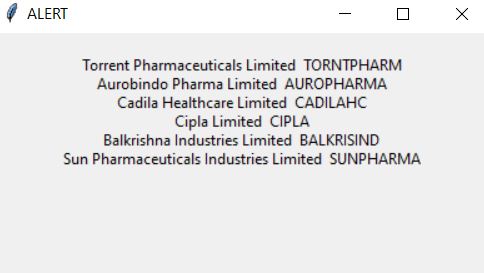 ALERT
Torrent Pharmaceuticals Limited  TORNTPHARM
Aurobindo Pharma Limited  AUROPHARMA
Cadila Healthcare Limited  CADILAHC
Cipla Limited  CIPLA
Balkrishna Industries Limited  BALKRISIND
Sun Pharmaceuticals Industries Limited  SUNPHARMA